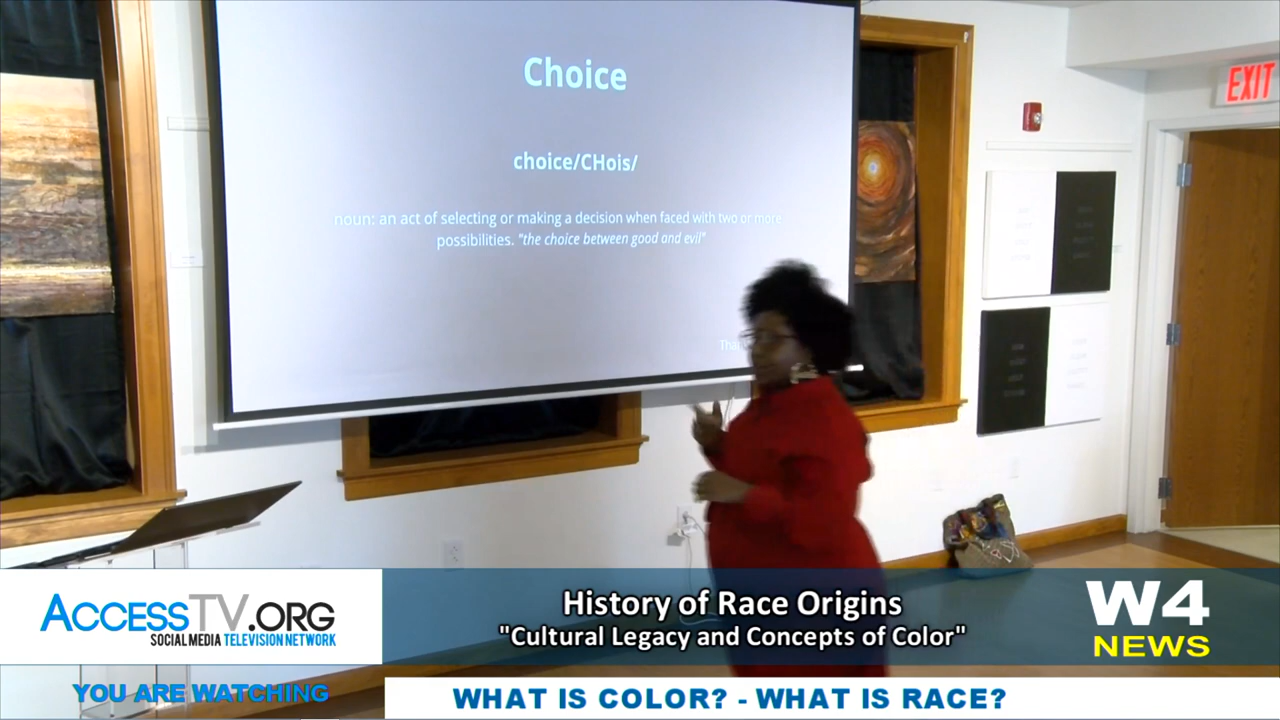 Choice
choice/CHois/
noun: an act of selecting or making a decision when faced with two or more
possibilities. "the choice between good and evil"
EXIT
ACCESSTV.ORG
SOCIAL MEDIA TELEVISION NETWORK
History of Race Origins
"Cultural Legacy and Concepts of Color"
W4
NEWS
YOU ARE WATCHING
WHAT IS COLOR? - WHAT IS RACE?